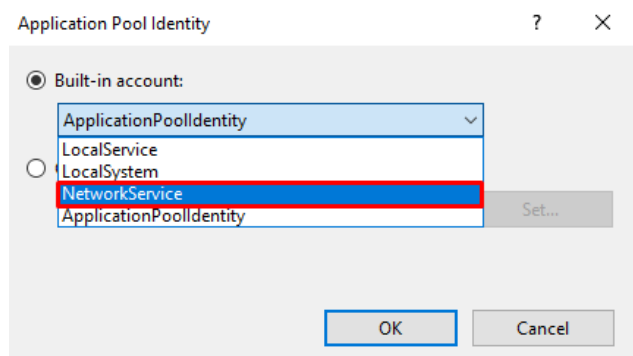 Application Pool Identity ? ×
Built-in account:
ApplicationPoolIdentity
LocalService
LocalSystem
NetworkService
ApplicationPoolIdentity
Set...
OK Cancel